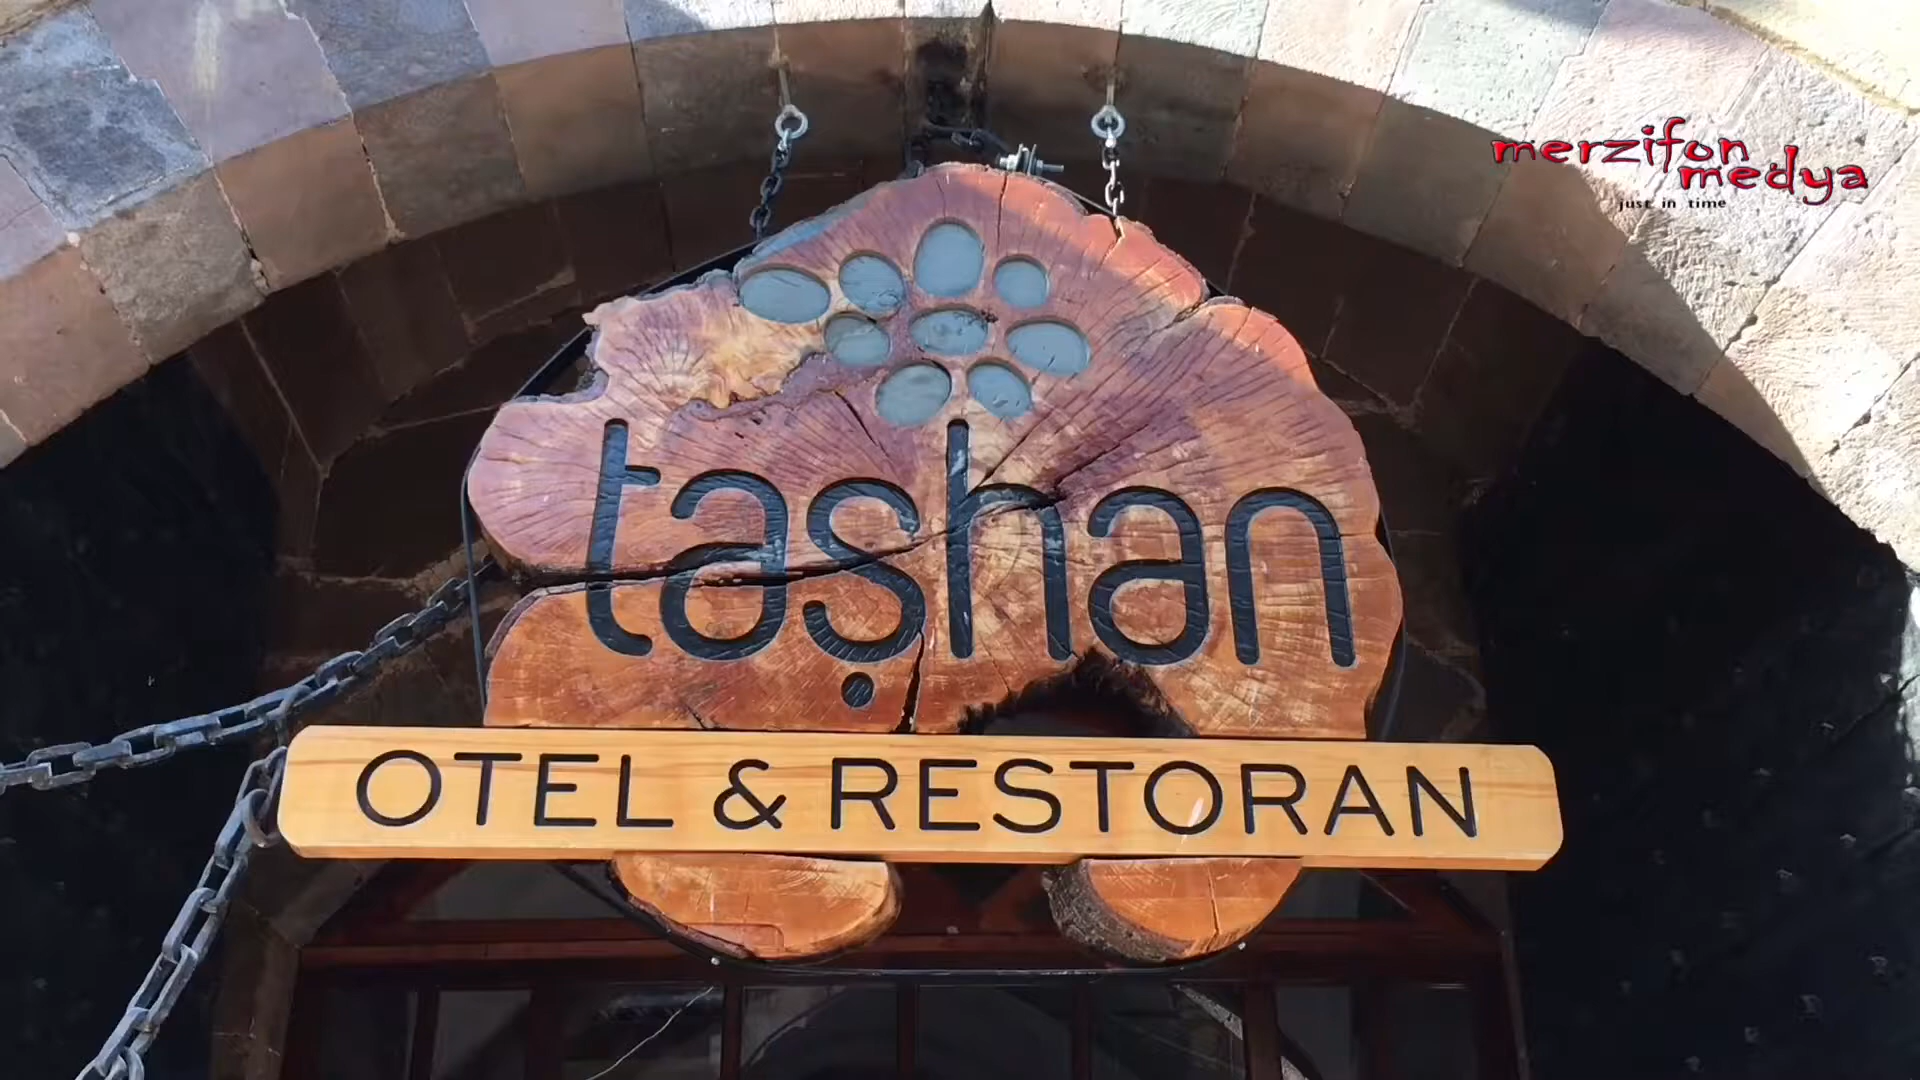 merzifon
medya
just in time
taşhan
OTEL & RESTORAN